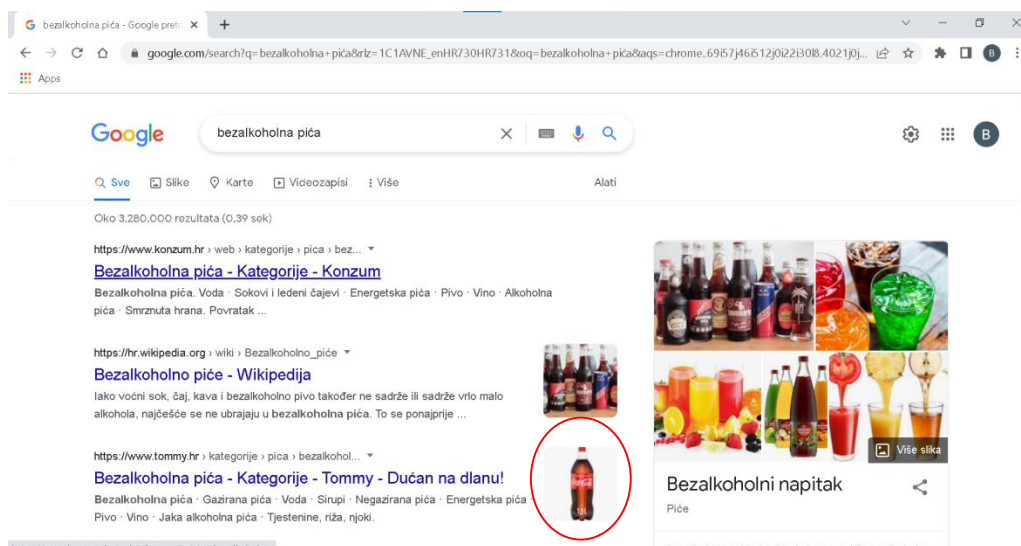 bezalkoholna pića - Google pretr
google.com/search?q=bezalkoholna+pića&rlz=1C1AVNE_enHR730HR731&oq=bezalkoholna+pića&aqs=chrome..69i57j46i512j0i22i30l8.4021j0j...
B
Apps
Google
bezalkoholna pića
B
Sve Slike Karte Videozapisi Više
Alati
Oko 3.280.000 rezultata (0,39 sek)
https://www.konzum.hr › web › kategorije › pica › bez...
Bezalkoholna pića - Kategorije - Konzum
Bezalkoholna pića. Voda · Sokovi i ledeni čajevi · Energetska pića · Pivo · Vino · Alkoholna
pića · Smrznuta hrana. Povratak ...
https://hr.wikipedia.org › wiki › Bezalkoholno_piće
Bezalkoholno piće - Wikipedija
Iako voćni sok, čaj, kava i bezalkoholno pivo također ne sadrže ili sadrže vrlo malo
alkohola, najčešće se ne ubrajaju u bezalkoholna pića. To se ponajprije ...
https://www.tommy.hr › kategorije › pica › bezalkohol...
Bezalkoholna pića - Kategorije - Tommy - Dućan na dlanu!
Bezalkoholna pića · Gazirana pića · Voda · Sirupi · Negazirana pića · Energetska pića ·
Pivo · Vino · Jaka alkoholna pića · Tjestenine, riža, njoki.
Coca-Cola
Više slika
Bezalkoholni napitak
Piće